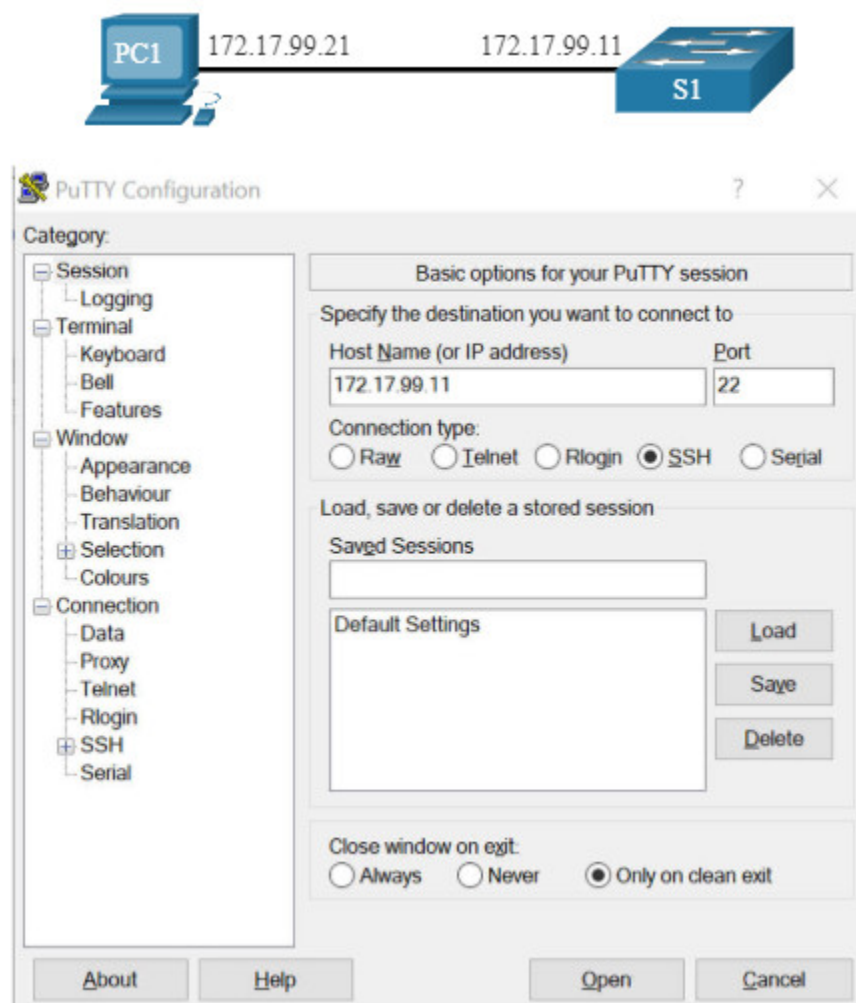 PC1 172.17.99.21 172.17.99.11
S1
PuTTY Configuration ? ×
Category:
Session
Logging
Terminal
Keyboard
Bell
Features
Window
Appearance
Behaviour
Translation
Selection
Colours
Connection
Data
Proxy
Telnet
Rlogin
SSH
Serial
Basic options for your PuTTY session
Specify the destination you want to connect to
Host Name (or IP address) Port
172.17.99.11 22
Connection type:
Raw Telnet Rlogin SSH Serial
Load, save or delete a stored session
Saved Sessions
Default Settings
Load
Save
Delete
Close window on exit:
Always Never Only on clean exit
About Help Open Cancel